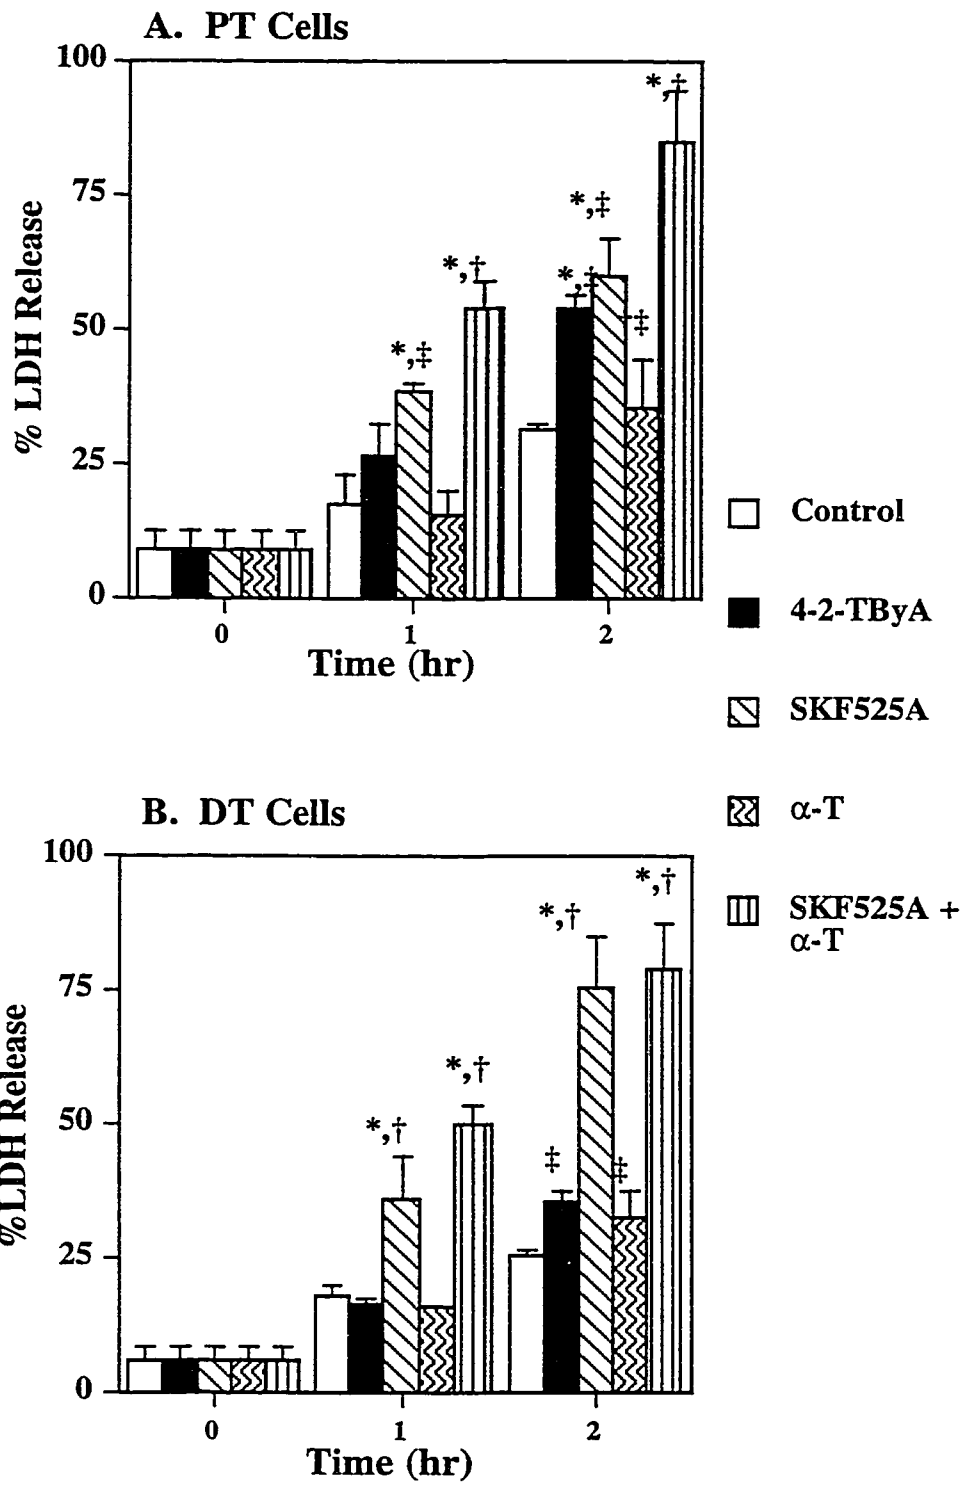 A. PT Cells
100
75
50
25
0
% LDH Release
*,‡
*,†
*,‡
*,‡
‡
*,†
0
1
2
Time (hr)
Control
4-2-TByA
SKF525A
α-T
SKF525A +
α-T
B. DT Cells
100
75
50
25
0
%LDH Release
*,†
*,†
‡
*,†
‡
*,†
0
1
2
Time (hr)